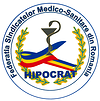 Federatia Sindicatelor Medico-Sanitare din Romania
HIPOCRAT